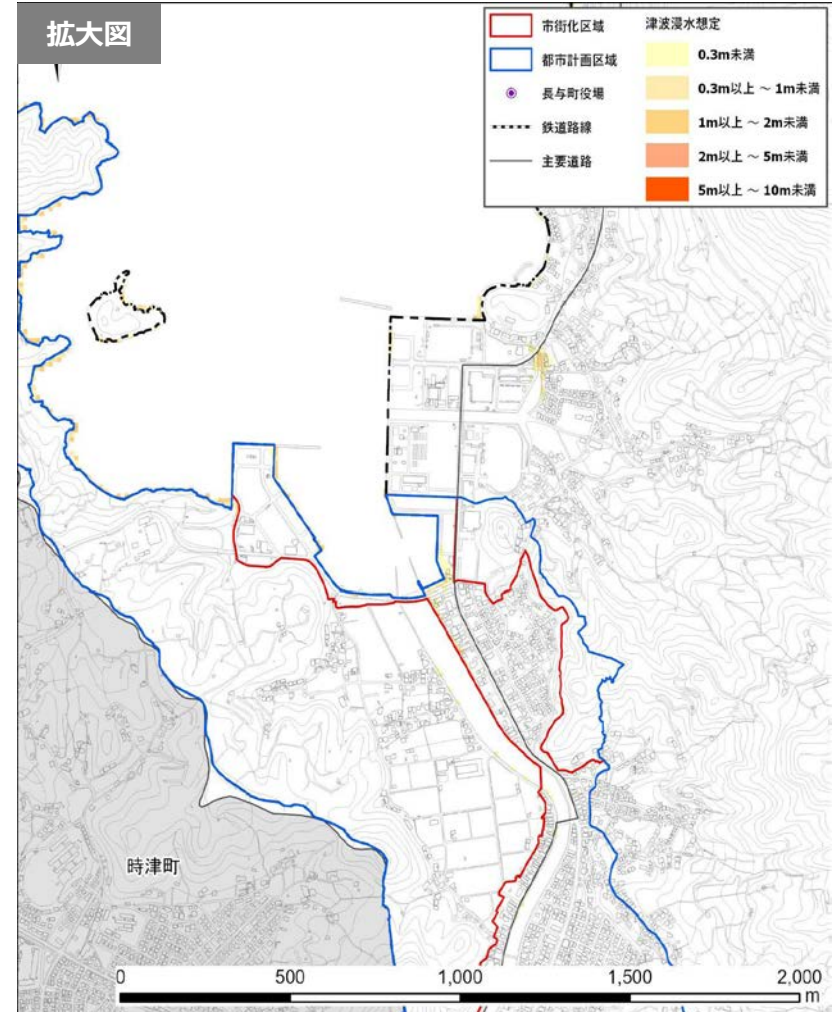 拡大図
市街化区域
都市計画区域
長与町役場
鉄道路線
主要道路
津波浸水想定
0.3m未満
0.3m以上 ～ 1m未満
1m以上 ～ 2m未満
2m以上 ～ 5m未満
5m以上 ～ 10m未満
時津町
0 500 1,000 1,500 2,000
m